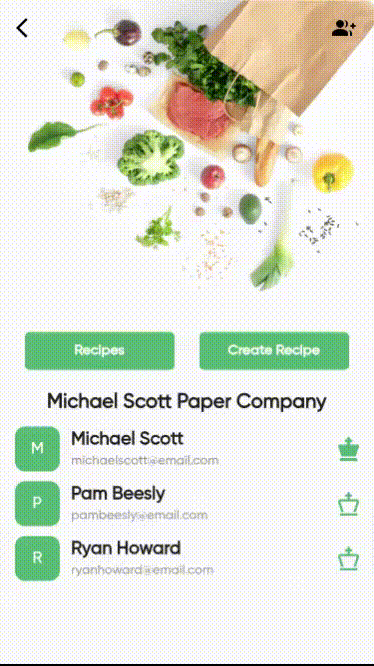 Recipes
Create Recipe
Michael Scott Paper Company
M
Michael Scott
michaelscott@email.com
P
Pam Beesly
pambeesly@email.com
R
Ryan Howard
ryanhoward@email.com